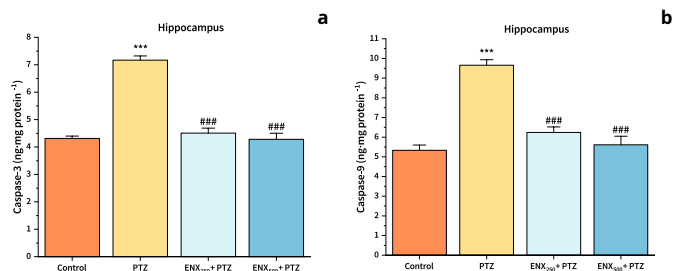 a
Hippocampus
Caspase-3 (ng·mg protein ⁻¹)
8
7
6
5
4
3
2
1
0
***
###
###
Control
PTZ
+ PTZ
+ PTZ
b
Hippocampus
Caspase-9 (ng·mg protein ⁻¹)
11
10
9
8
7
6
5
4
3
2
1
0
***
###
###
Control
PTZ
ENX250+ PTZ
ENX500+ PTZ